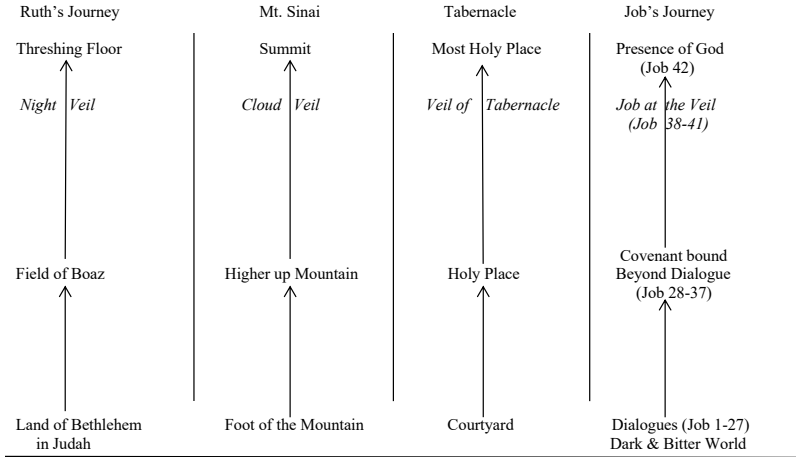 Ruth's Journey
Mt. Sinai
Tabernacle
Job's Journey
Threshing Floor
Summit
Most Holy Place
Presence of God
(Job 42)
Night Veil
Cloud Veil
Veil of Tabernacle
Job at the Veil
(Job 38-41)
Field of Boaz
Higher up Mountain
Holy Place
Covenant bound
Beyond Dialogue
(Job 28-37)
Land of Bethlehem
in Judah
Foot of the Mountain
Courtyard
Dialogues (Job 1-27)
Dark & Bitter World